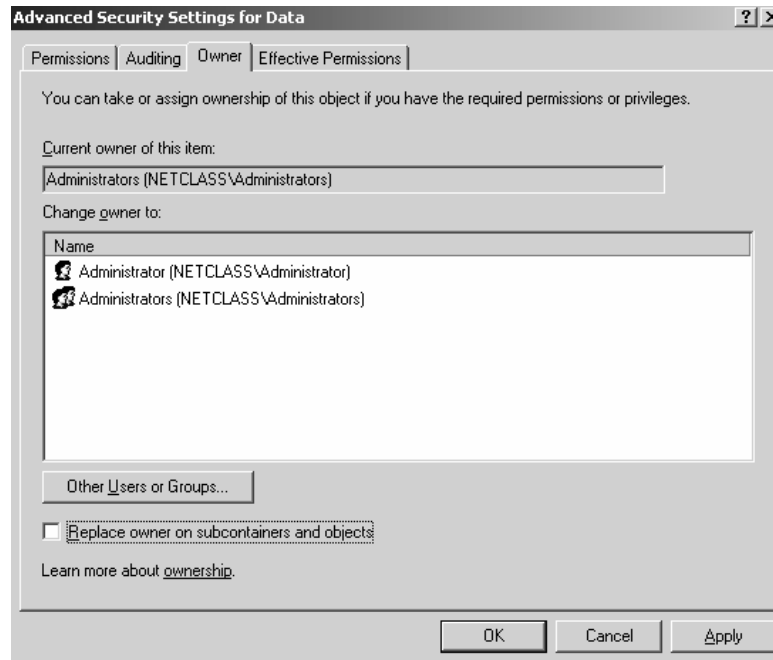 Advanced Security Settings for Data
Permissions Auditing Owner Effective Permissions
You can take or assign ownership of this object if you have the required permissions or privileges.
Current owner of this item:
Administrators (NETCLASS\Administrators)
Change owner to:
Name
Administrator (NETCLASS\Administrator)
Administrators (NETCLASS\Administrators)
Other Users or Groups...
Replace owner on subcontainers and objects
Learn more about ownership.
OK Cancel Apply